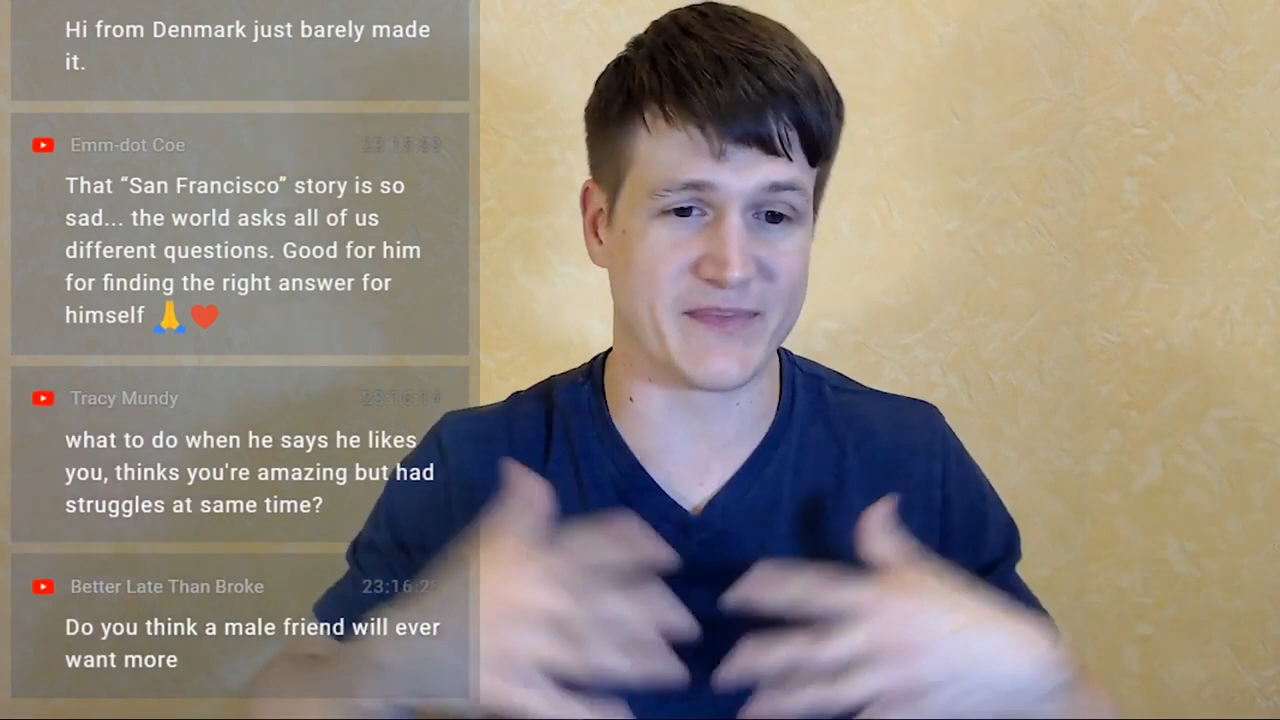 Hi from Denmark just barely made
it.
Emm-dot Coe
That “San Francisco” story is so
sad... the world asks all of us
different questions. Good for him
for finding the right answer for
himself 🙏❤️
Tracy Mundy
what to do when he says he likes
you, thinks you're amazing but had
struggles at same time?
Better Late Than Broke
Do you think a male friend will ever
want more